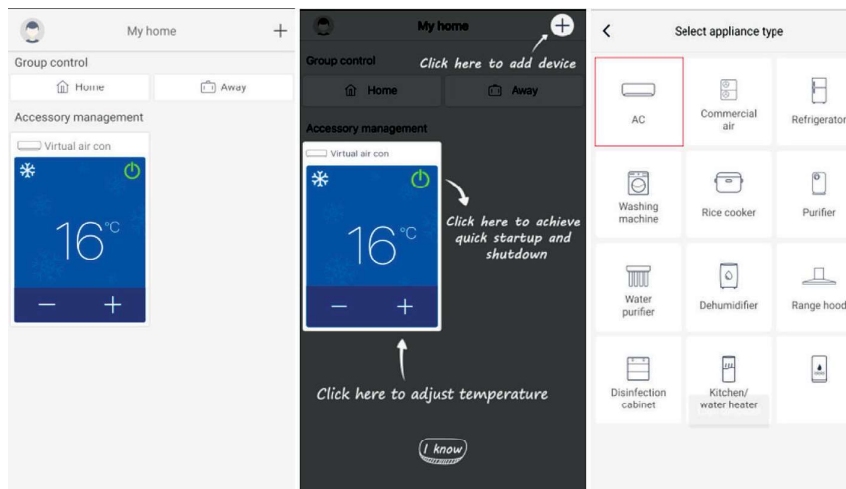 My home
+
Group control
Home
Away
Accessory management
Virtual air con
16°C
− +
My home
+
Group control
Click here to add device
Home
Away
Accessory management
Virtual air con
16°C
Click here to achieve
quick startup and
shutdown
− +
Click here to adjust temperature
I know
Select appliance type
AC
Commercial
air
Refrigerator
Washing
machine
Rice cooker
Purifier
Water
purifier
Dehumidifier
Range hood
Disinfection
cabinet
Kitchen/
water heater